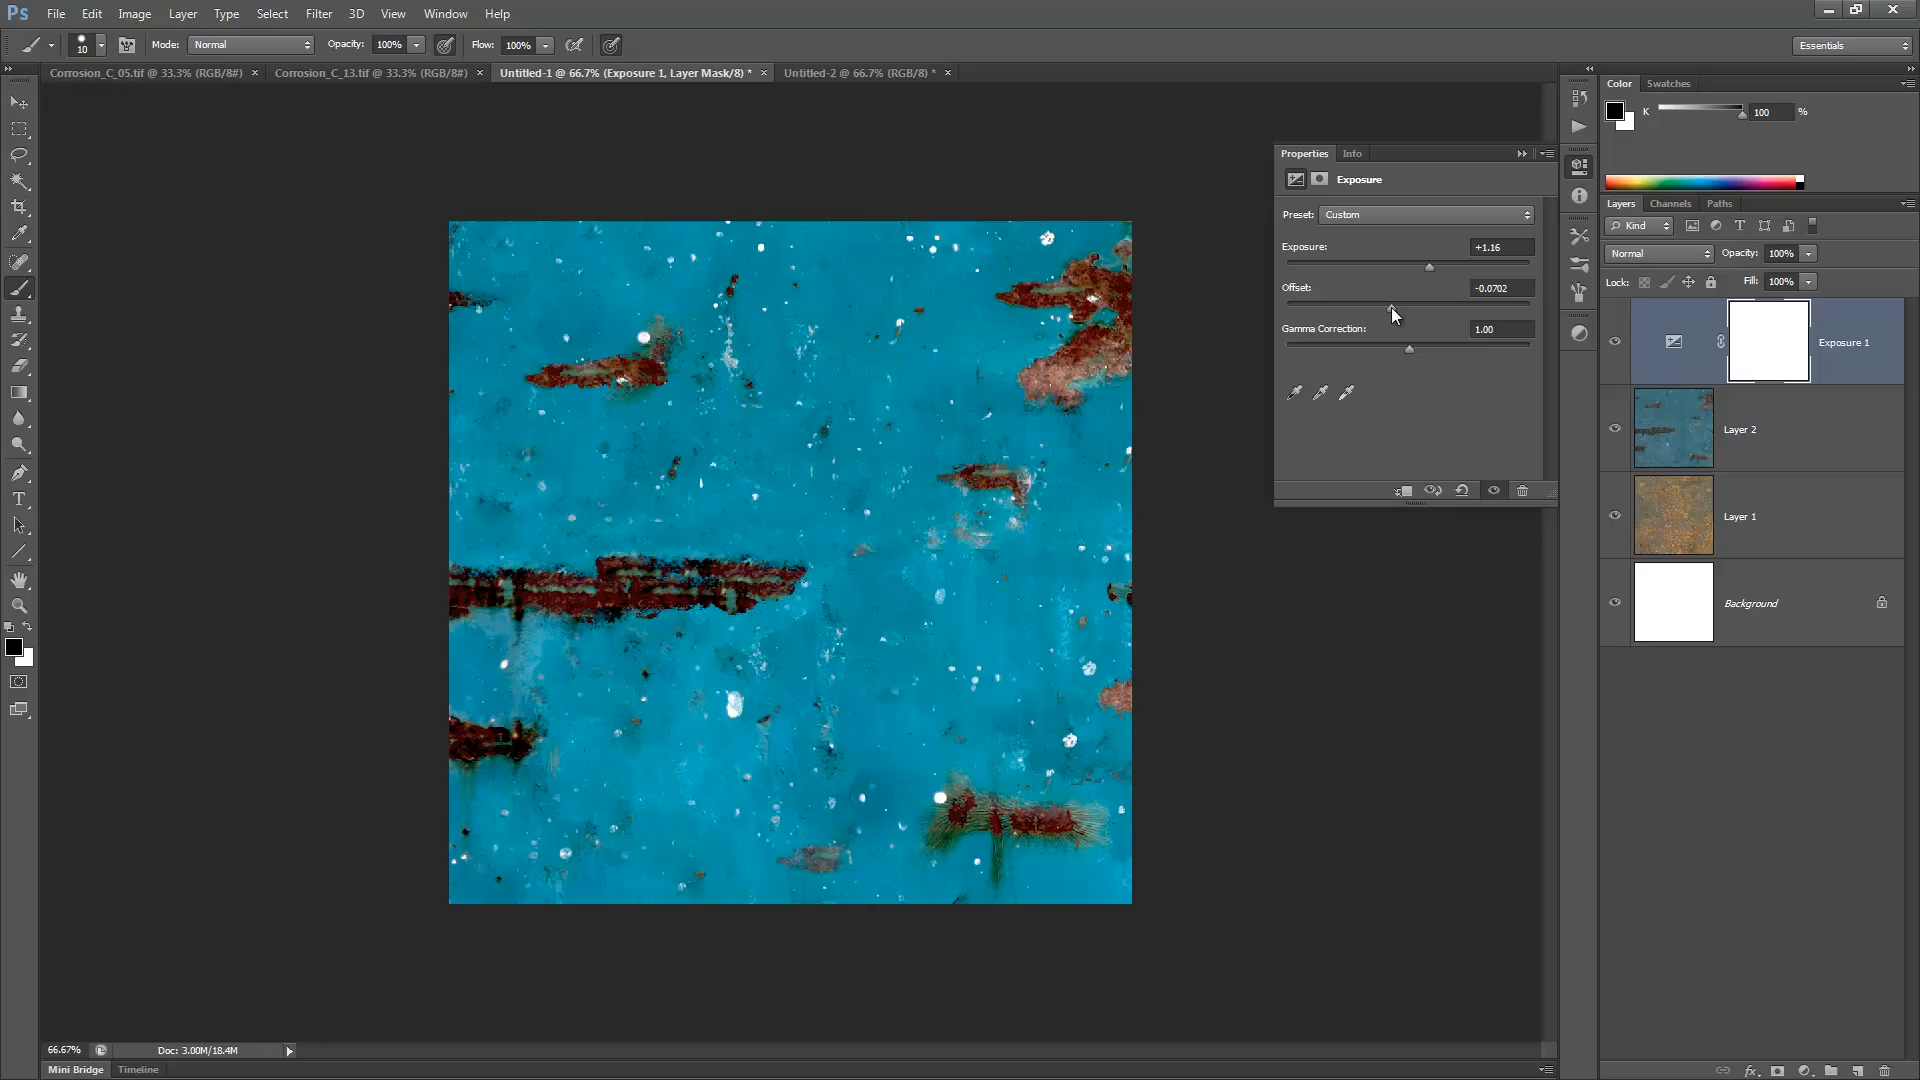 Ps File Edit Image Layer Type Select Filter 3D View Window Help
10 Mode: Normal Opacity: 100% Flow: 100% Essentials
Corrosion_C_05.tif @ 33.3% (RGB/8#) × Corrosion_C_13.tif @ 33.3% (RGB/8#) × Untitled-1 @ 66.7% (Exposure 1, Layer Mask/8) * × Untitled-2 @ 66.7% (RGB/8) * ×
Color Swatches
K 100 %
Properties Info
Exposure
Preset: Custom
Exposure: +1.16
Offset: -0.0702
Gamma Correction: 1.00
Layers Channels Paths
Kind
Normal Opacity: 100%
Lock: Fill: 100%
Exposure 1
Layer 2
Layer 1
Background
66.67% Doc: 3.00M/18.4M
Mini Bridge Timeline